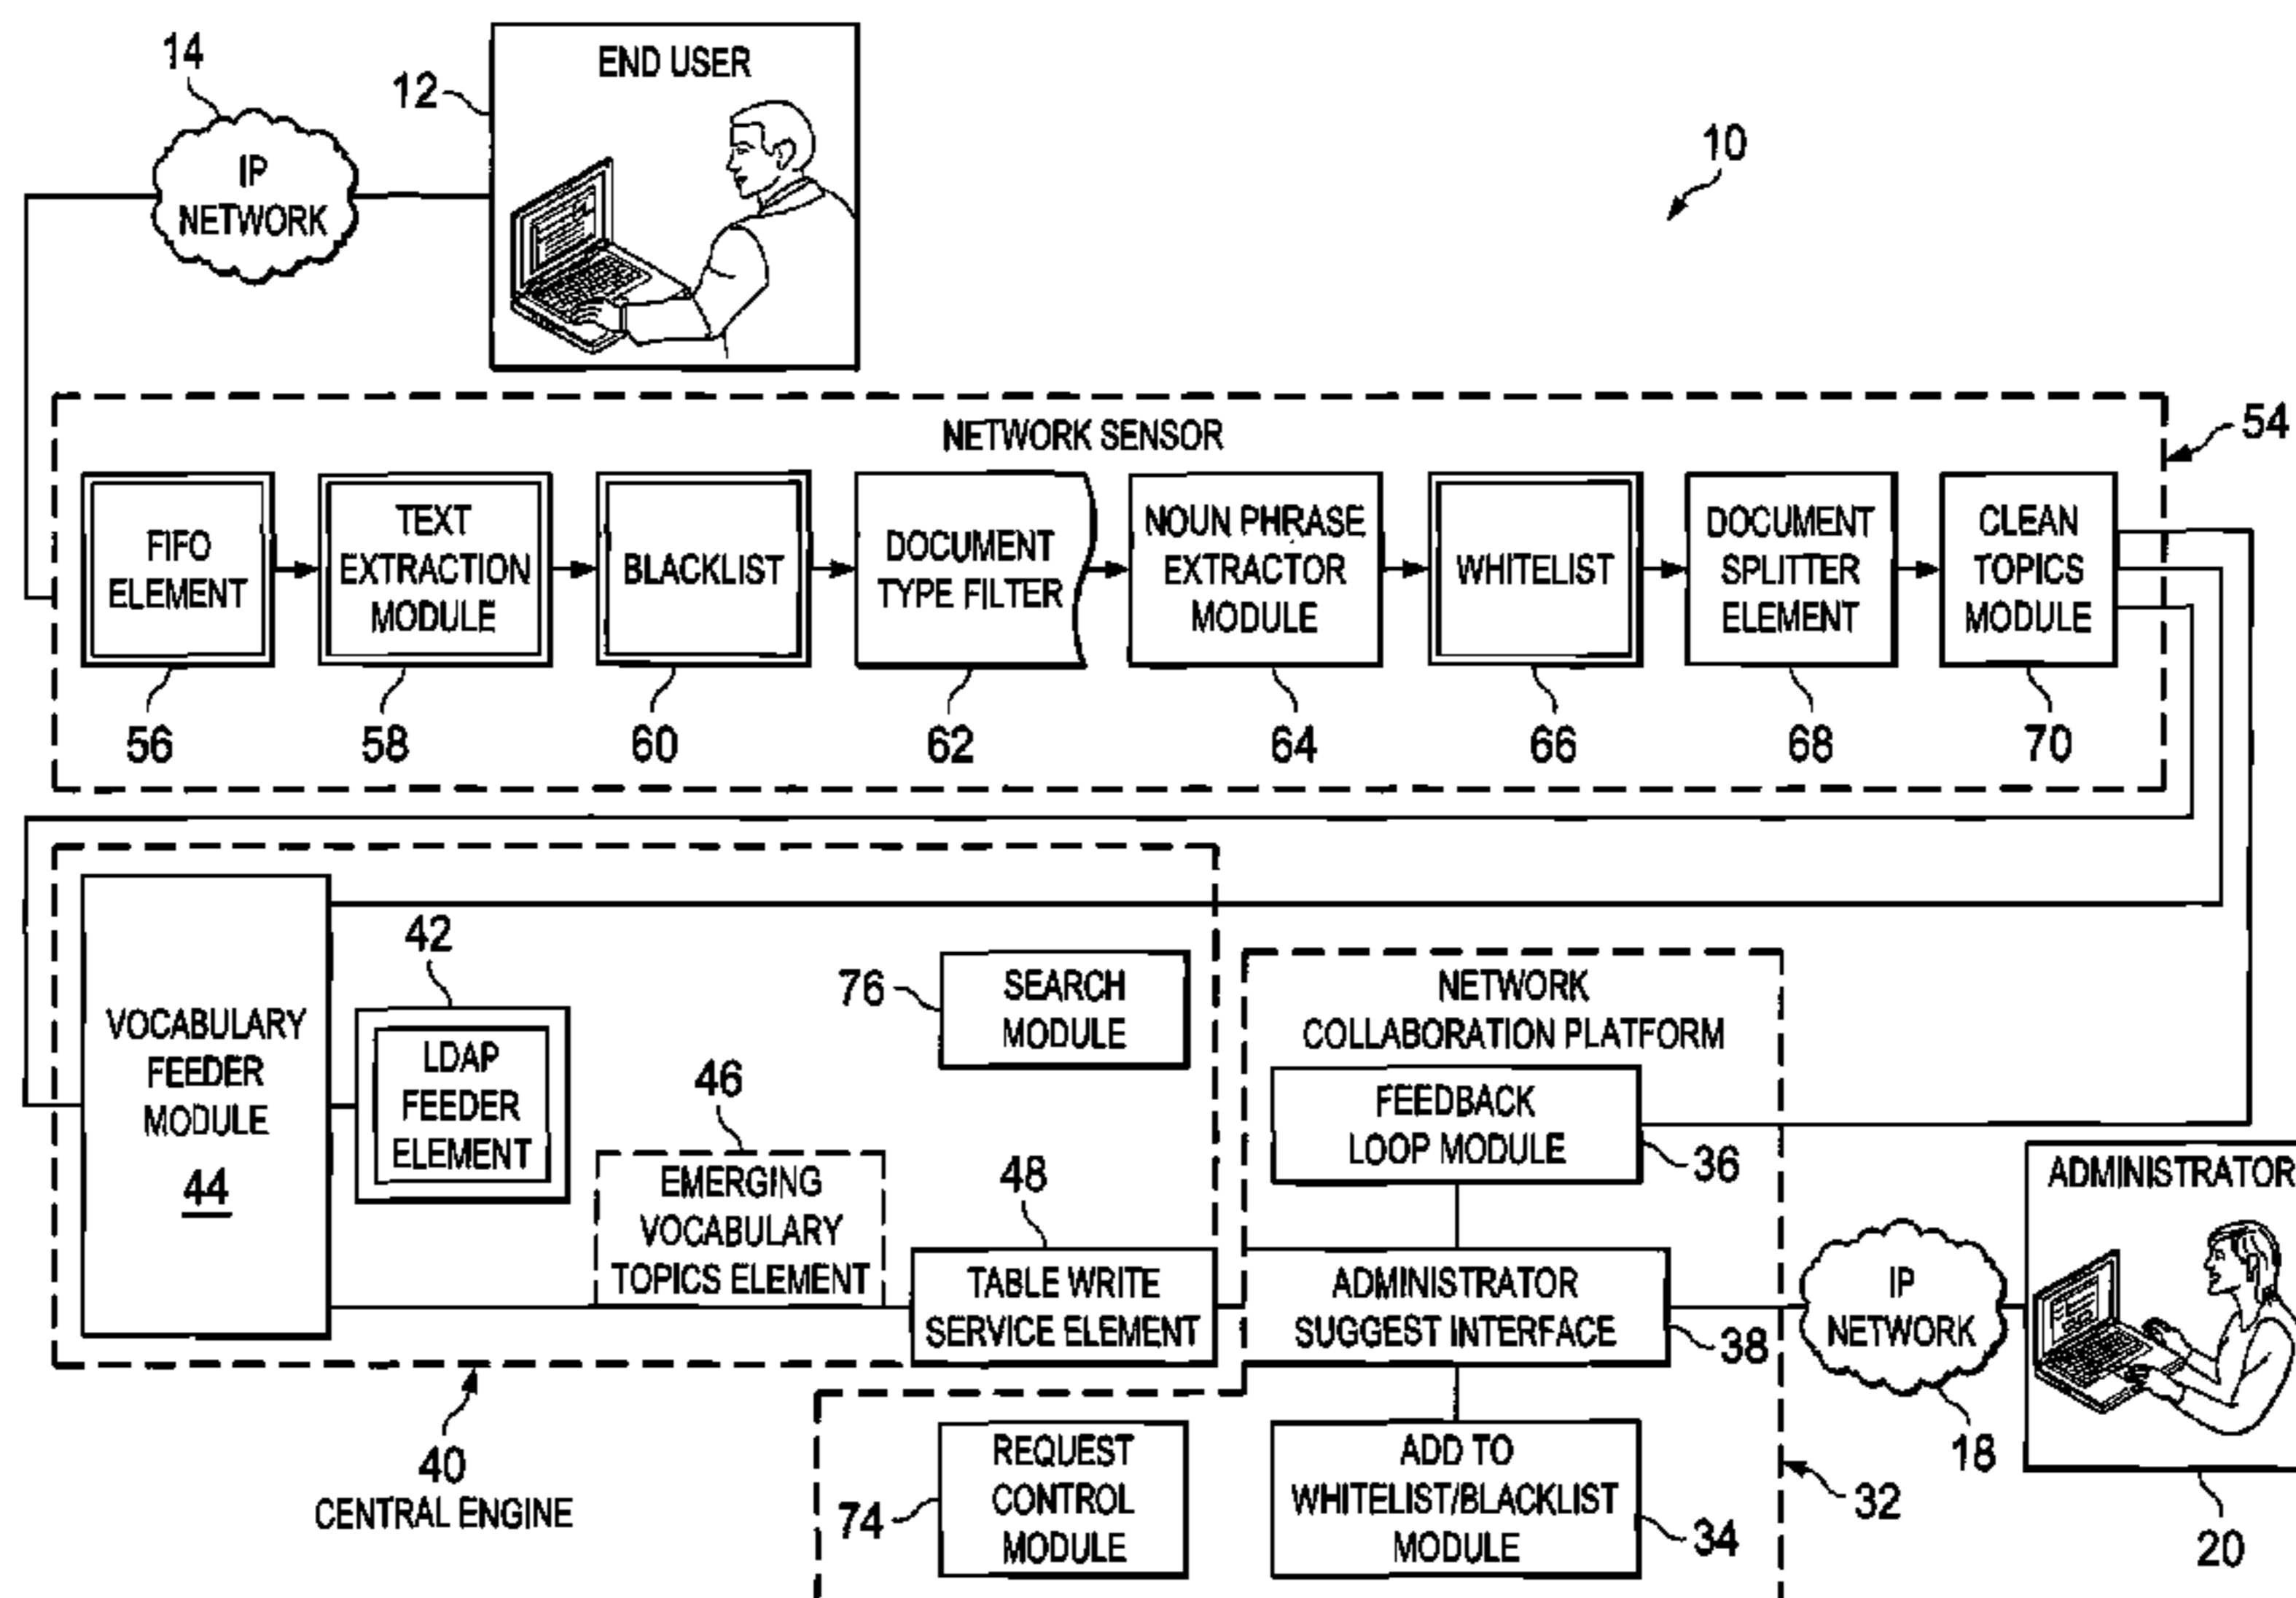 14
12
END USER
10
IP
NETWORK
NETWORK SENSOR
54
FIFO
ELEMENT
TEXT
EXTRACTION
MODULE
BLACKLIST
DOCUMENT
TYPE FILTER
NOUN PHRASE
EXTRACTOR
MODULE
WHITELIST
DOCUMENT
SPLITTER
ELEMENT
CLEAN
TOPICS
MODULE
56
58
60
62
64
66
68
70
VOCABULARY
FEEDER
MODULE
44
42
LDAP
FEEDER
ELEMENT
46
EMERGING
VOCABULARY
TOPICS ELEMENT
76
SEARCH
MODULE
48
TABLE WRITE
SERVICE ELEMENT
NETWORK
COLLABORATION PLATFORM
FEEDBACK
LOOP MODULE
36
ADMINISTRATOR
SUGGEST INTERFACE
38
IP
NETWORK
18
ADMINISTRATOR
20
40
CENTRAL ENGINE
74
REQUEST
CONTROL
MODULE
ADD TO
WHITELIST/BLACKLIST
MODULE
34
32